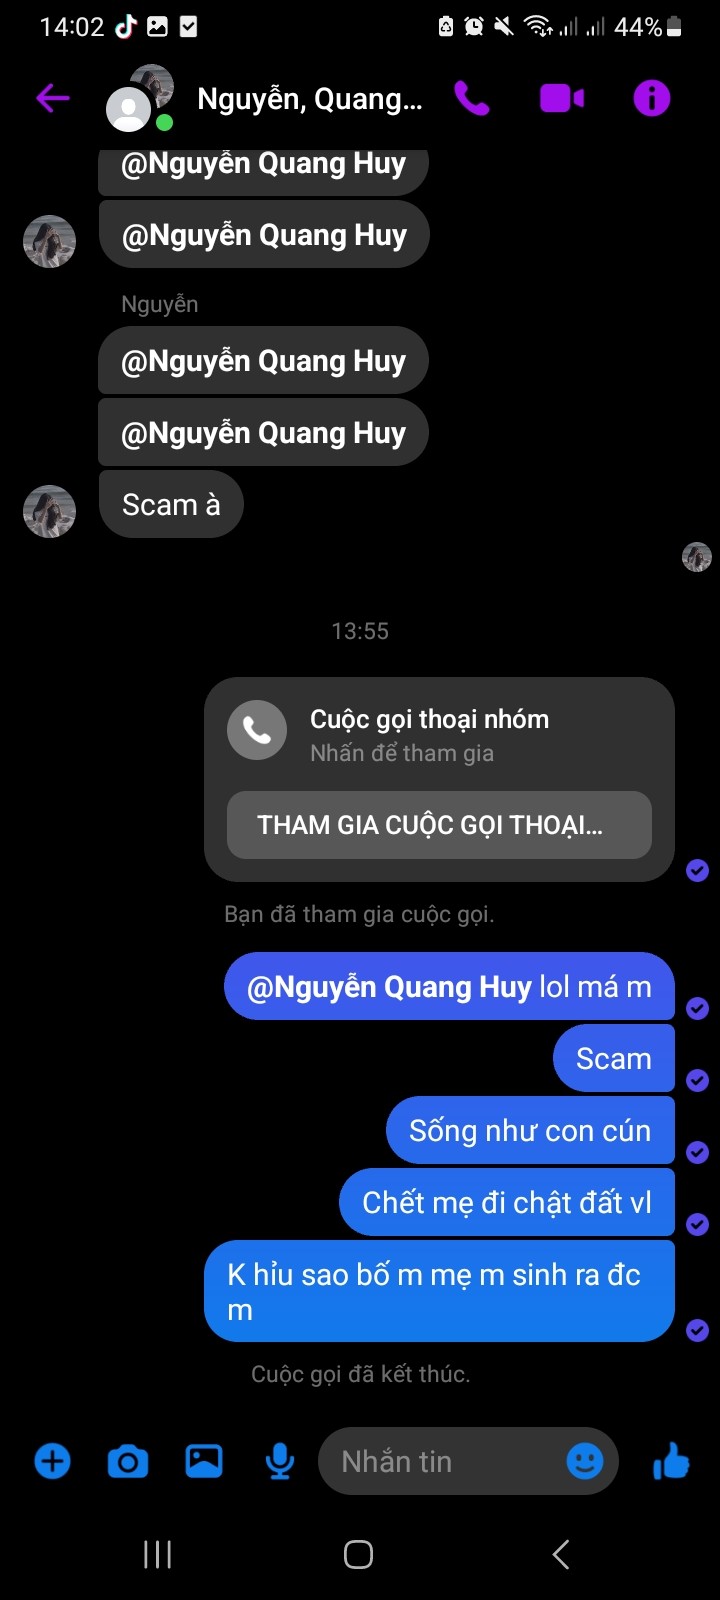 14:02
44%
Nguyễn, Quang...
@Nguyễn Quang Huy
@Nguyễn Quang Huy
Nguyễn
@Nguyễn Quang Huy
@Nguyễn Quang Huy
Scam à
13:55
Cuộc gọi thoại nhóm
Nhấn để tham gia
THAM GIA CUỘC GỌI THOẠI...
Bạn đã tham gia cuộc gọi.
@Nguyễn Quang Huy lol má m
Scam
Sống như con cún
Chết mẹ đi chật đất vl
K hỉu sao bố m mẹ m sinh ra đc
m
Cuộc gọi đã kết thúc.
Nhắn tin